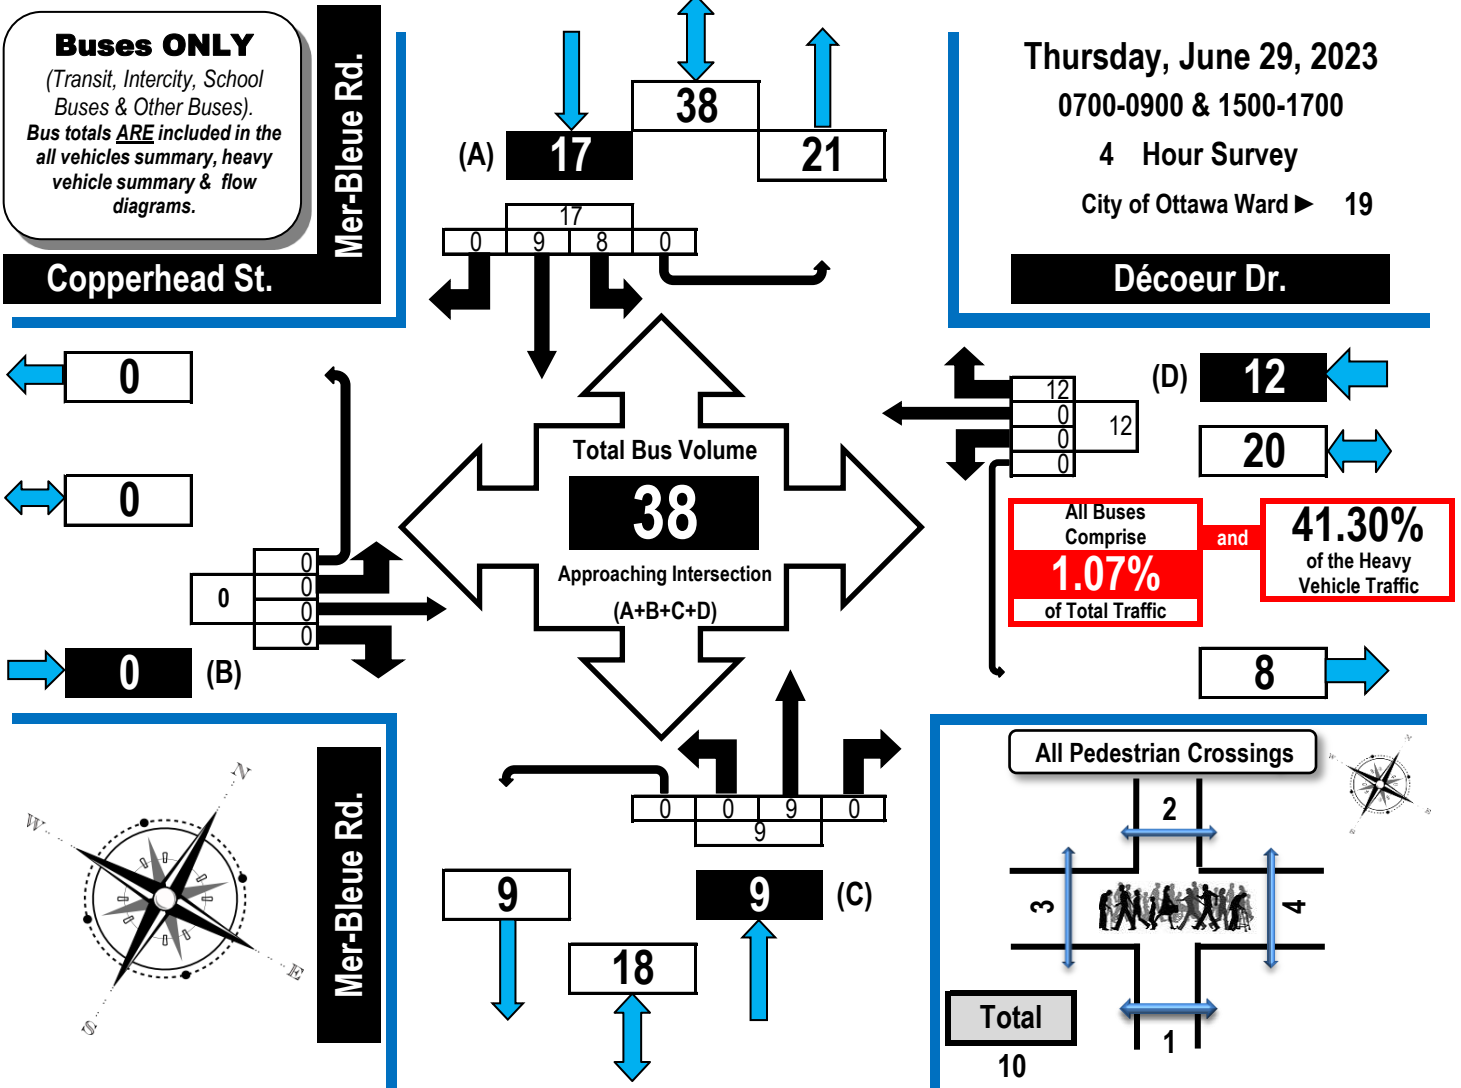 Buses ONLY
(Transit, Intercity, School
Buses & Other Buses).
Bus totals ARE included in the
all vehicles summary, heavy
vehicle summary & flow
diagrams.
Mer-Bleue Rd.
Copperhead St.
38
(A)
17
21
17
0 9 8 0
Thursday, June 29, 2023
0700-0900 & 1500-1700
4 Hour Survey
City of Ottawa Ward ► 19
Décoeur Dr.
0
0
0
0
0
0
0
0
(B)
Total Bus Volume
38
Approaching Intersection
(A+B+C+D)
12
0
0
0
12
(D)
12
20
All Buses
Comprise
1.07%
of Total Traffic
and
41.30%
of the Heavy
Vehicle Traffic
8
Mer-Bleue Rd.
N
W
E
S
0 0 9 0
9
9
9
(C)
18
All Pedestrian Crossings
N
W
E
S
2
3
4
1
Total
10